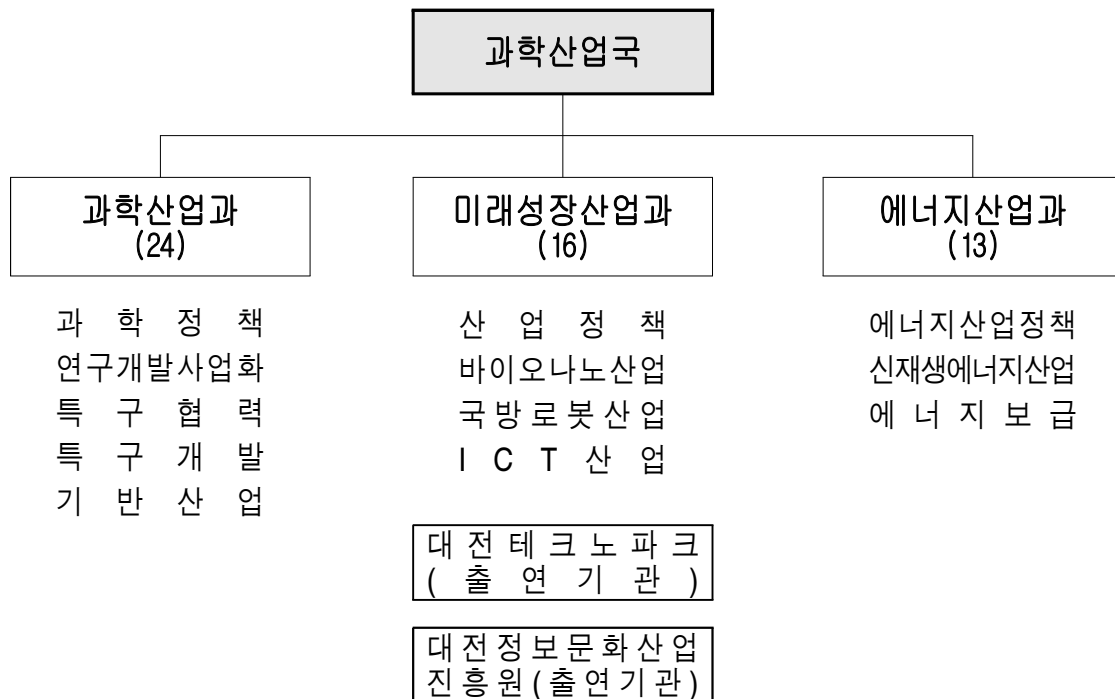 과학산업국
과학산업과
(24)
과학정책
연구개발사업화
특구협력
특구개발
기반산업
미래성장산업과
(16)
산업정책
바이오나노산업
국방로봇산업
ICT산업
대전테크노파크
(출연기관)
대전정보문화산업
진흥원(출연기관)
에너지산업과
(13)
에너지산업정책
신재생에너지산업
에너지보급